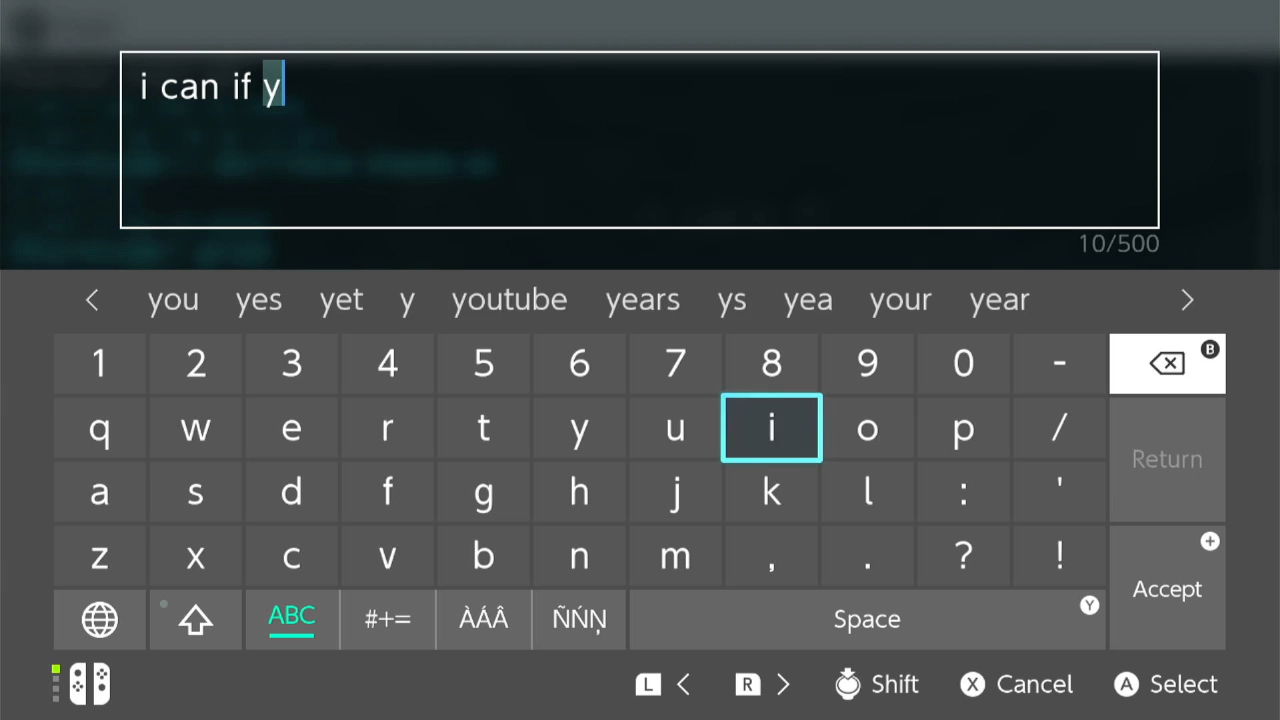 i can if y
10/500
you yes yet y youtube years ys yea your year
1 2 3 4 5 6 7 8 9 0 - B
q w e r t y u i o p /
Return
a s d f g h j k l : '
z x c v b n m , . ? ! +
Accept
ABC #+= ÀÁÂ ÑŃŅ Space Y
L R Shift X Cancel A Select